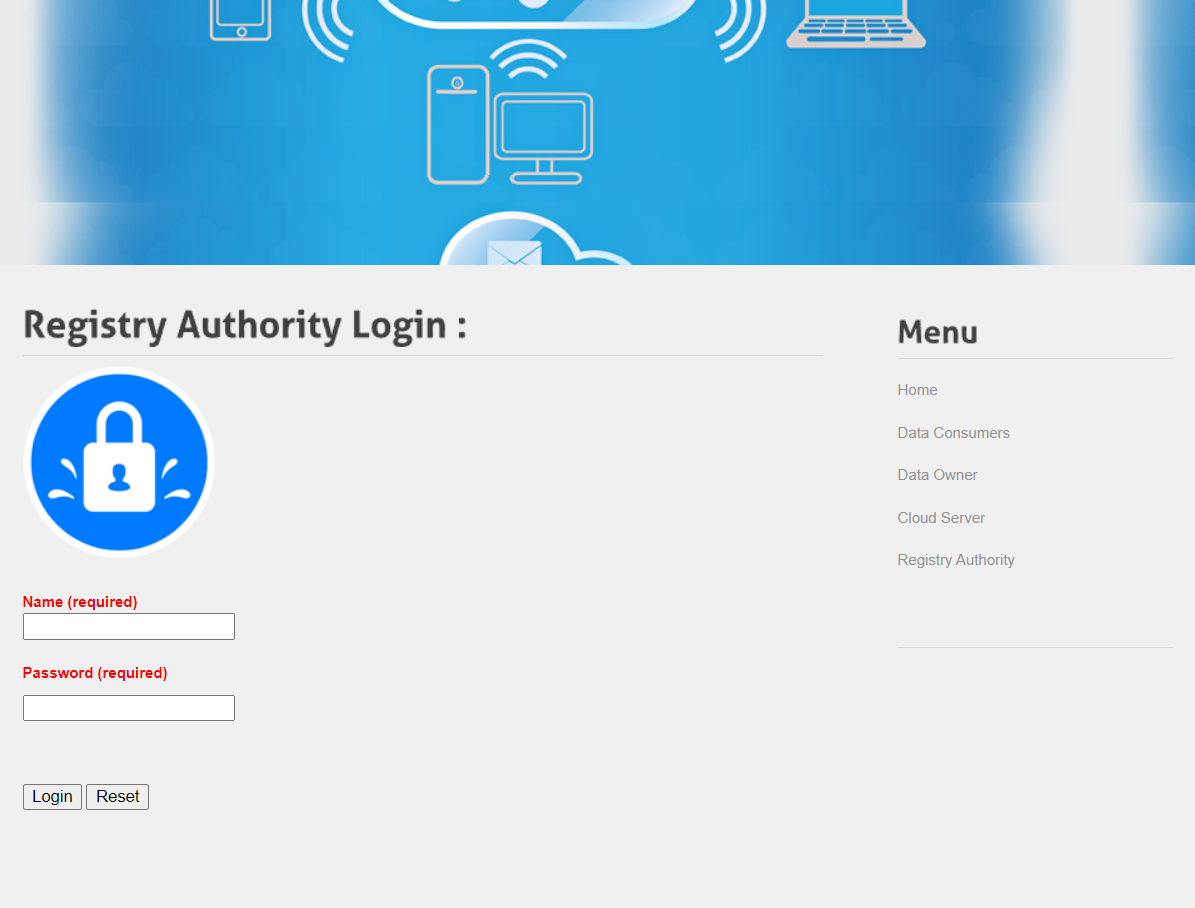 Registry Authority Login :
Name (required)
Password (required)
Login Reset
Menu
Home
Data Consumers
Data Owner
Cloud Server
Registry Authority